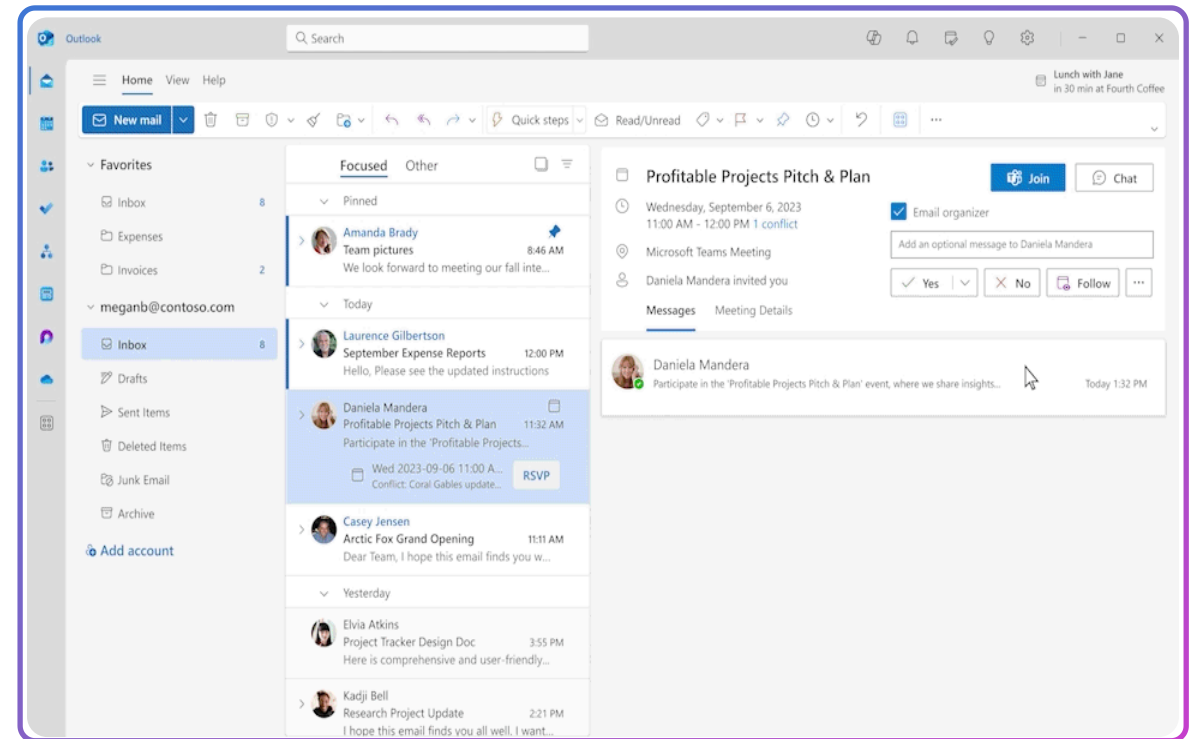 Outlook
Search
Home View Help
Lunch with Jane
in 30 min at Fourth Coffee
New mail
Quick steps
Read/Unread
Favorites
Inbox 8
Expenses
Invoices 2
meganb@contoso.com
Inbox 8
Drafts
Sent Items
Deleted Items
Junk Email
Archive
Add account
Focused Other
Pinned
Amanda Brady
Team pictures 8:46 AM
We look forward to meeting our fall inte...
Today
Laurence Gilbertson
September Expense Reports 12:00 PM
Hello, Please see the updated instructions
Daniela Mandera
Profitable Projects Pitch & Plan 11:32 AM
Participate in the 'Profitable Projects...
Wed 2023-09-06 11:00 A...
Conflict: Coral Gables update...
RSVP
Casey Jensen
Arctic Fox Grand Opening 11:11 AM
Dear Team, I hope this email finds you w...
Yesterday
Elvia Atkins
Project Tracker Design Doc 3:55 PM
Here is comprehensive and user-friendly...
Kadji Bell
Research Project Update 2:21 PM
I hope this email finds you all well. I want...
Profitable Projects Pitch & Plan
Join
Chat
Wednesday, September 6, 2023
11:00 AM - 12:00 PM 1 conflict
Microsoft Teams Meeting
Daniela Mandera invited you
Email organizer
Add an optional message to Daniela Mandera
Yes
No
Follow
Messages Meeting Details
Daniela Mandera
Participate in the 'Profitable Projects Pitch & Plan' event, where we share insights... Today 1:32 PM